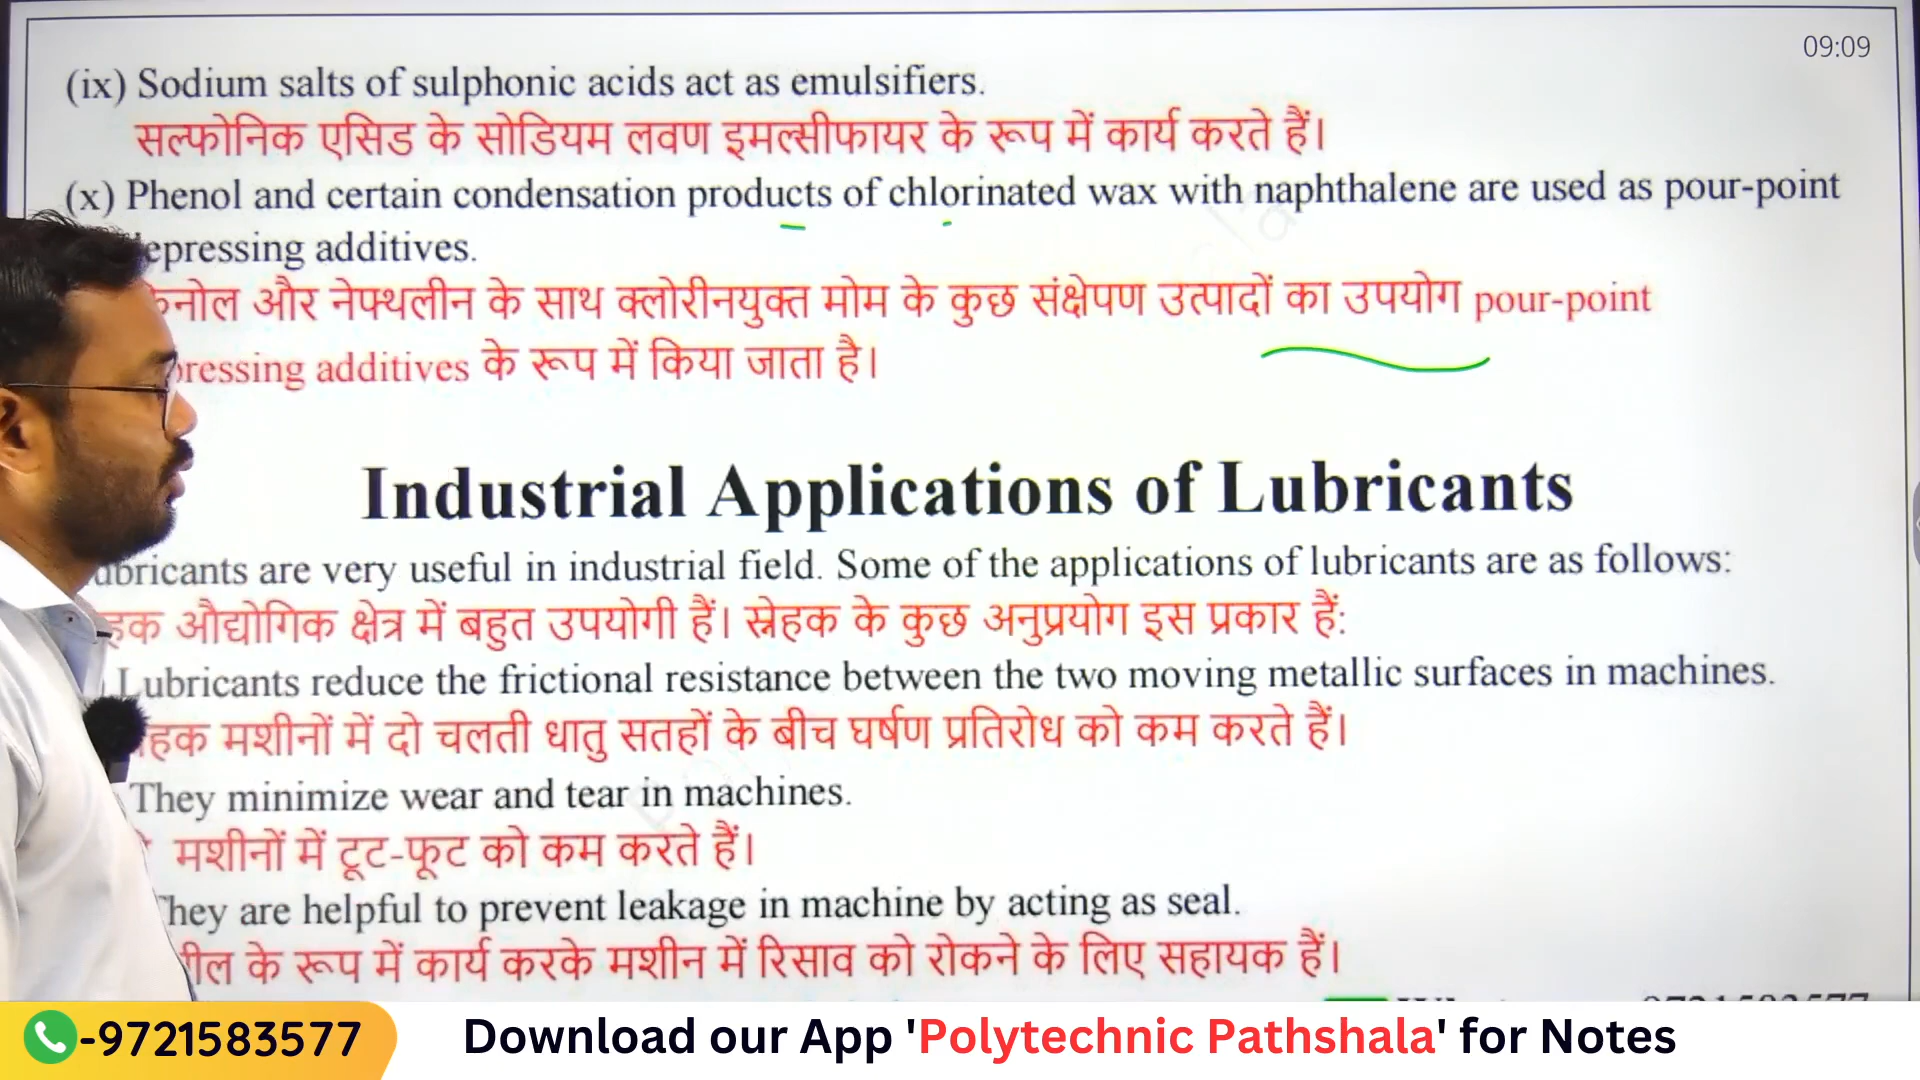 09:09
(ix) Sodium salts of sulphonic acids act as emulsifiers.
सल्फोनिक एसिड के सोडियम लवण इमल्सीफायर के रूप में कार्य करते हैं।
(x) Phenol and certain condensation products of chlorinated wax with naphthalene are used as pour-point
epressing additives.
नोल और नेफ्थलीन के साथ क्लोरीनयुक्त मोम के कुछ संक्षेपण उत्पादों का उपयोग pour-point
pressing additives के रूप में किया जाता है।
Industrial Applications of Lubricants
ubricants are very useful in industrial field. Some of the applications of lubricants are as follows:
हक औद्योगिक क्षेत्र में बहुत उपयोगी हैं। स्नेहक के कुछ अनुप्रयोग इस प्रकार हैं:
Lubricants reduce the frictional resistance between the two moving metallic surfaces in machines.
हक मशीनों में दो चलती धातु सतहों के बीच घर्षण प्रतिरोध को कम करते हैं।
They minimize wear and tear in machines.
मशीनों में टूट-फूट को कम करते हैं।
They are helpful to prevent leakage in machine by acting as seal.
ील के रूप में कार्य करके मशीन में रिसाव को रोकने के लिए सहायक हैं।
-9721583577
Download our App 'Polytechnic Pathshala' for Notes